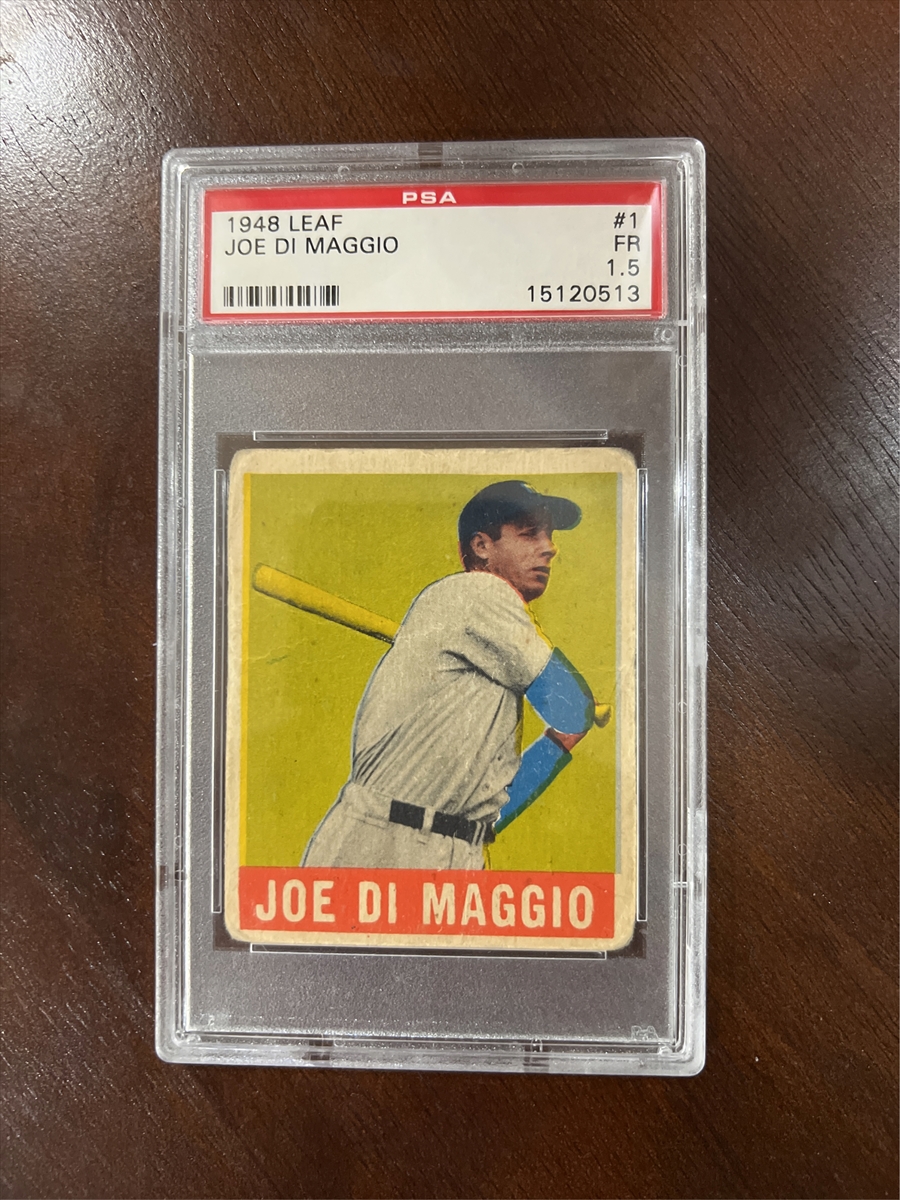 PSA
1948 LEAF #1
JOE DI MAGGIO FR
1.5
15120513
JOE DI MAGGIO